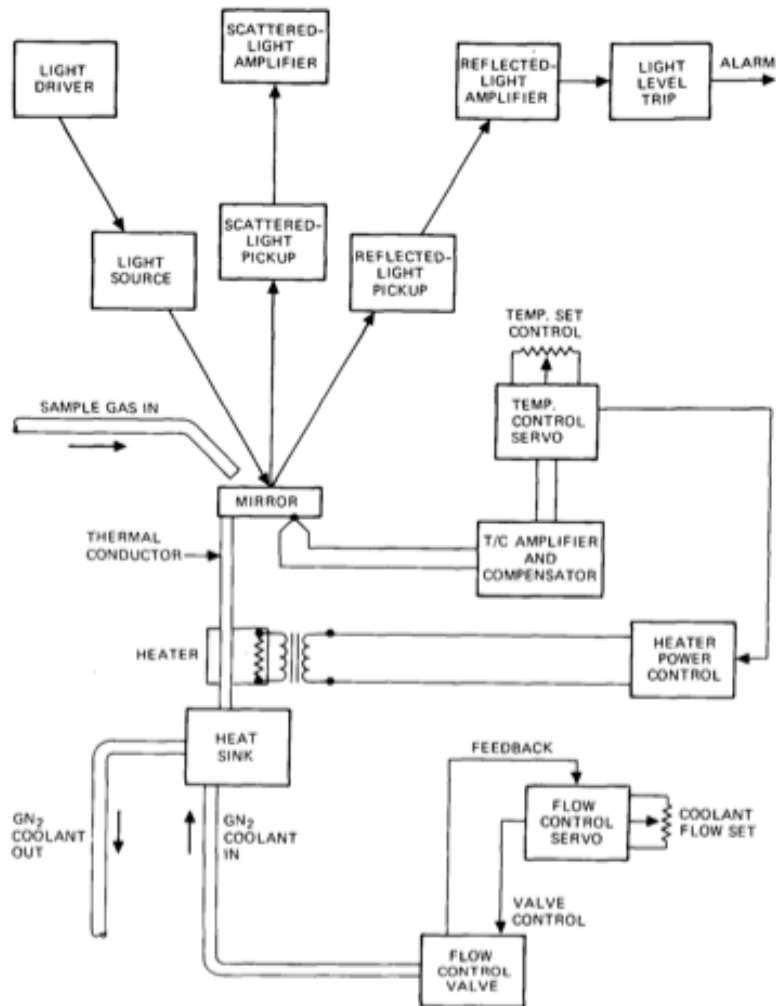 SCATTERED-
LIGHT
AMPLIFIER
LIGHT
DRIVER
REFLECTED-
LIGHT
AMPLIFIER
LIGHT
LEVEL
TRIP
ALARM
SCATTERED-
LIGHT
PICKUP
LIGHT
SOURCE
REFLECTED-
LIGHT
PICKUP
TEMP. SET
CONTROL
SAMPLE GAS IN
TEMP.
CONTROL
SERVO
MIRROR
THERMAL
CONDUCTOR
T/C AMPLIFIER
AND
COMPENSATOR
HEATER
HEATER
POWER
CONTROL
HEAT
SINK
FEEDBACK
GN2
COOLANT
OUT
GN2
COOLANT
IN
FLOW
CONTROL
SERVO
COOLANT
FLOW SET
VALVE
CONTROL
FLOW
CONTROL
VALVE